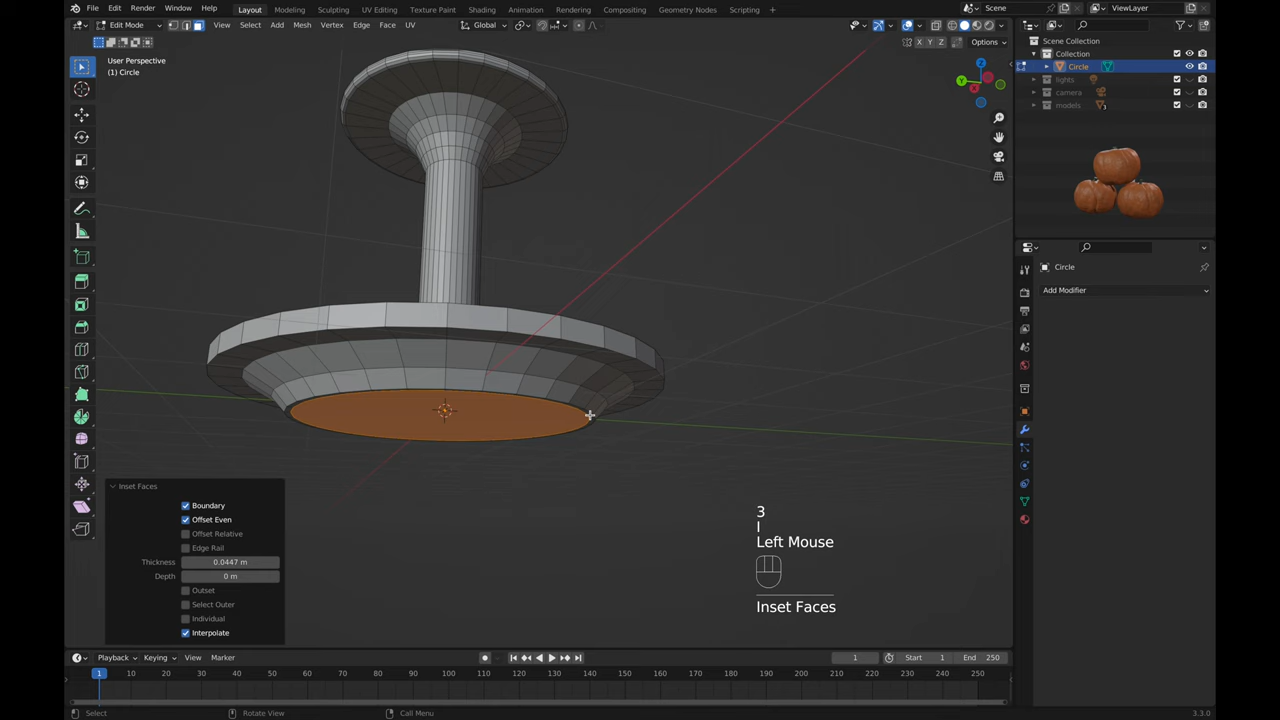 File Edit Render Window Help
Layout Modeling Sculpting UV Editing Texture Paint Shading Animation Rendering Compositing Geometry Nodes Scripting +
Scene ViewLayer
Edit Mode View Select Add Mesh Vertex Edge Face UV Global
X Y Z Options
User Perspective
(1) Circle
Z
Y
X
Scene Collection
Collection
Circle
lights
camera
models 3
Circle
Add Modifier
Inset Faces
Boundary
Offset Even
Offset Relative
Edge Rail
Thickness 0.0447 m
Depth 0 m
Outset
Select Outer
Individual
Interpolate
3
I
Left Mouse
Inset Faces
Playback Keying View Marker 1 Start 1 End 250
1 10 20 30 40 50 60 70 80 90 100 110 120 130 140 150 160 170 180 190 200 210 220 230 240 250
Select Rotate View Call Menu 3.3.0